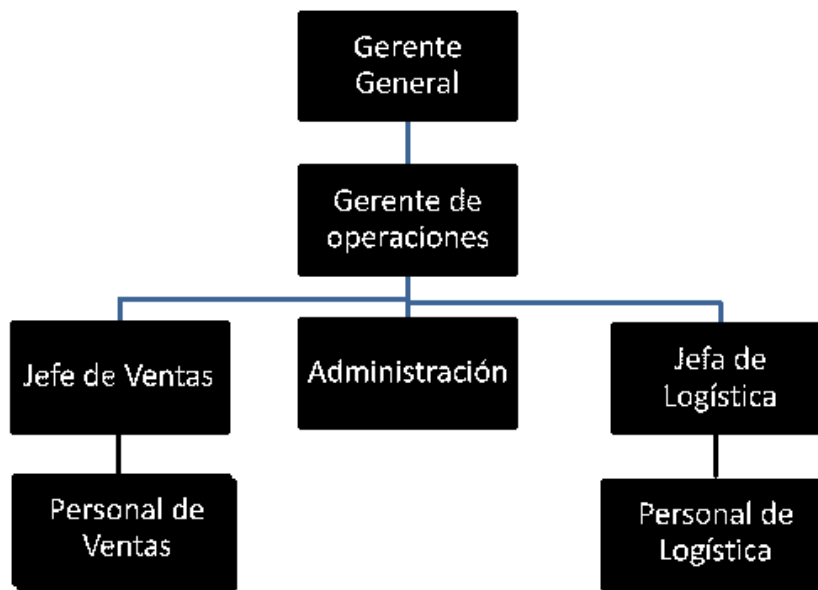 Gerente
General
Gerente de
operaciones
Jefe de Ventas
Administración
Jefa de
Logística
Personal de
Ventas
Personal de
Logística